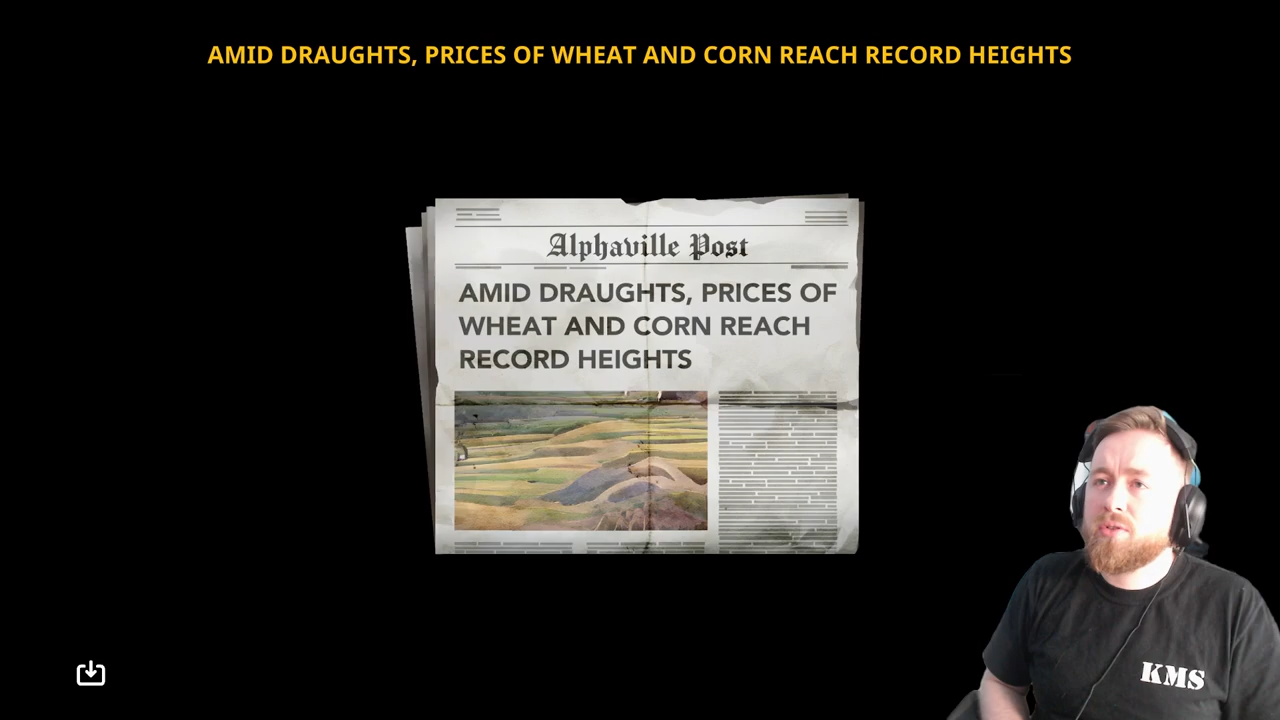 AMID DRAUGHTS, PRICES OF WHEAT AND CORN REACH RECORD HEIGHTS
Alphaville Post
AMID DRAUGHTS, PRICES OF
WHEAT AND CORN REACH
RECORD HEIGHTS
KMS